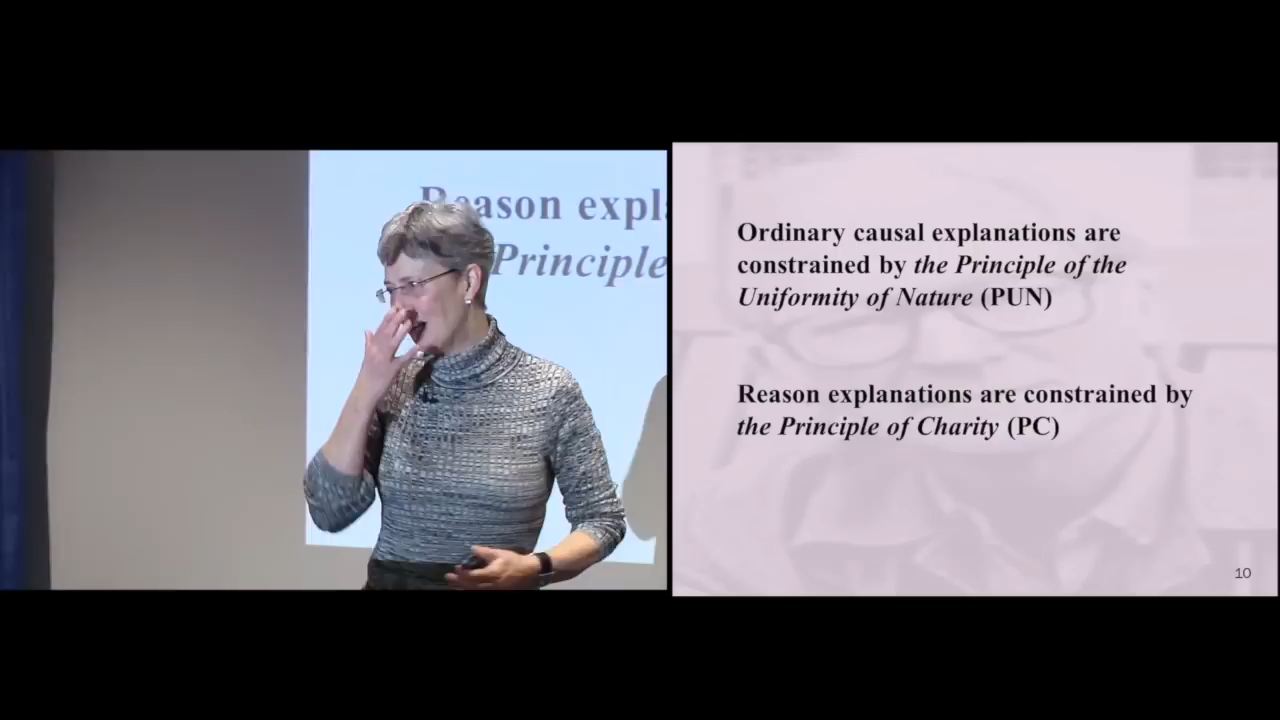 Reason expl
Principle
Ordinary causal explanations are
constrained by the Principle of the
Uniformity of Nature (PUN)
Reason explanations are constrained by
the Principle of Charity (PC)
10